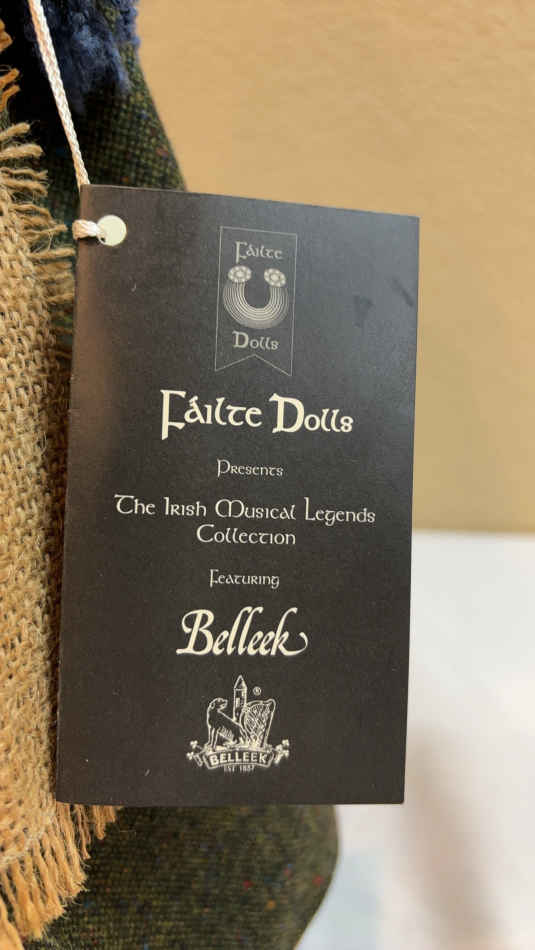 Fáilte
Dolls
Fáilte Dolls
Presents
The Irish Musical Legends
Collection
Featuring
Belleek
®
BELLEEK
EST 1857